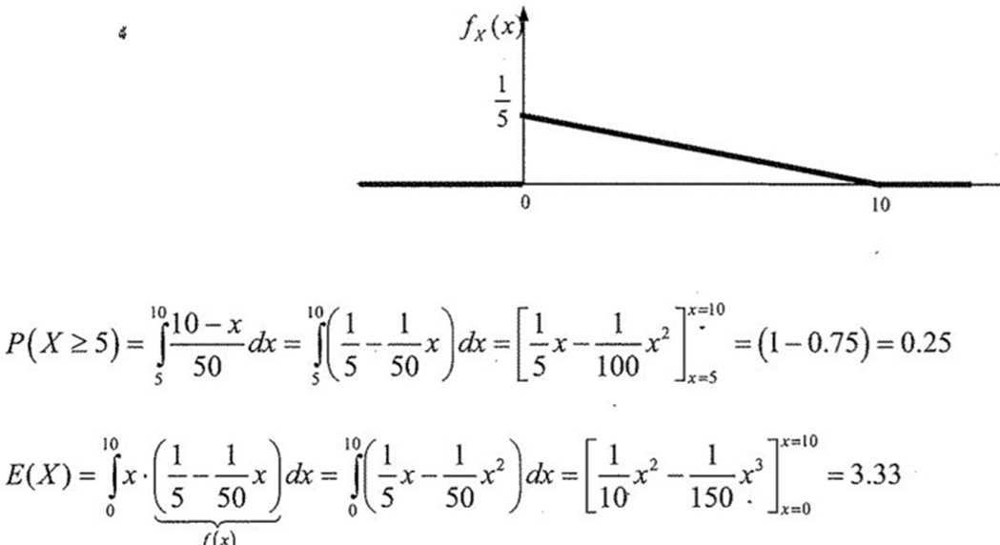 f_X(x)
1/5
0 10
P(X ≥ 5) = ∫_5^10 (10 − x)/50 dx = ∫_5^10 (1/5 − 1/50 x) dx = [1/5 x − 1/100 x²]_{x=5}^{x=10} = (1 − 0.75) = 0.25
E(X) = ∫_0^10 x · (1/5 − 1/50 x) dx = ∫_0^10 (1/5 x − 1/50 x²) dx = [1/10 x² − 1/150 x³]_{x=0}^{x=10} = 3.33
f(x)